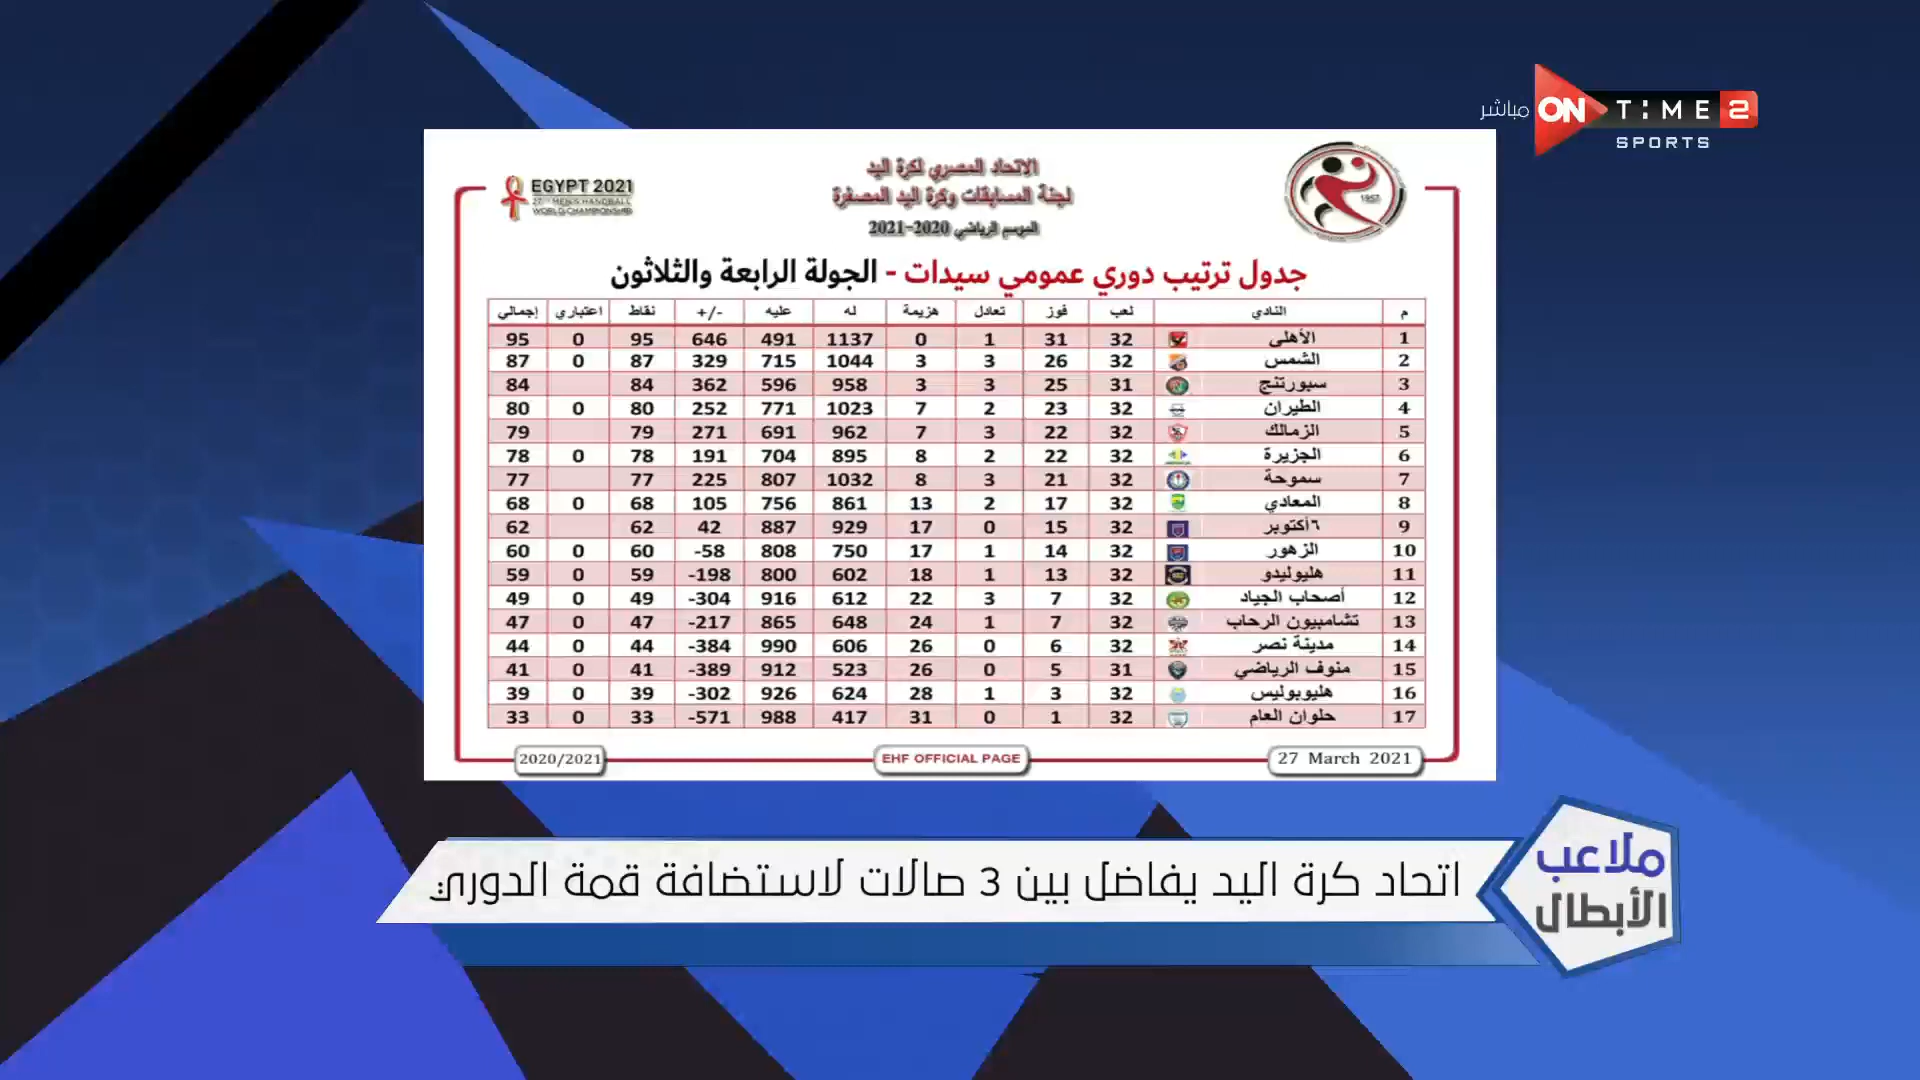 مباشر ON TIME 2
SPORTS
EGYPT 2021
27TH MEN'S HANDBALL
WORLD CHAMPIONSHIP
الاتحاد المصري لكرة اليد
لجنة المسابقات وكرة اليد المصغرة
الموسم الرياضي 2020-2021
1957
جدول ترتيب دوري عمومي سيدات - الجولة الرابعة والثلاثون
م النادي لعب فوز تعادل هزيمة له عليه +/- نقاط اعتباري إجمالي
1 الأهلى 32 31 1 0 1137 491 646 95 0 95
2 الشمس 32 26 3 3 1044 715 329 87 0 87
3 سبورتنج 31 25 3 3 958 596 362 84 84
4 الطيران 32 23 2 7 1023 771 252 80 0 80
5 الزمالك 32 22 3 7 962 691 271 79 79
6 الجزيرة 32 22 2 8 895 704 191 78 0 78
7 سموحة 32 21 3 8 1032 807 225 77 77
8 المعادي 32 17 2 13 861 756 105 68 0 68
9 ٦أكتوبر 32 15 0 17 929 887 42 62 62
10 الزهور 32 14 1 17 750 808 -58 60 0 60
11 هليوليدو 32 13 1 18 602 800 -198 59 0 59
12 أصحاب الجياد 32 7 3 22 612 916 -304 49 0 49
13 تشامبيون الرحاب 32 7 1 24 648 865 -217 47 0 47
14 مدينة نصر 32 6 0 26 606 990 -384 44 0 44
15 منوف الرياضي 31 5 0 26 523 912 -389 41 0 41
16 هليوبوليس 32 3 1 28 624 926 -302 39 0 39
17 حلوان العام 32 1 0 31 417 988 -571 33 0 33
2020/2021
EHF OFFICIAL PAGE
27 March 2021
ملاعب
الأبطال
اتحاد كرة اليد يفاضل بين 3 صالات لاستضافة قمة الدوري